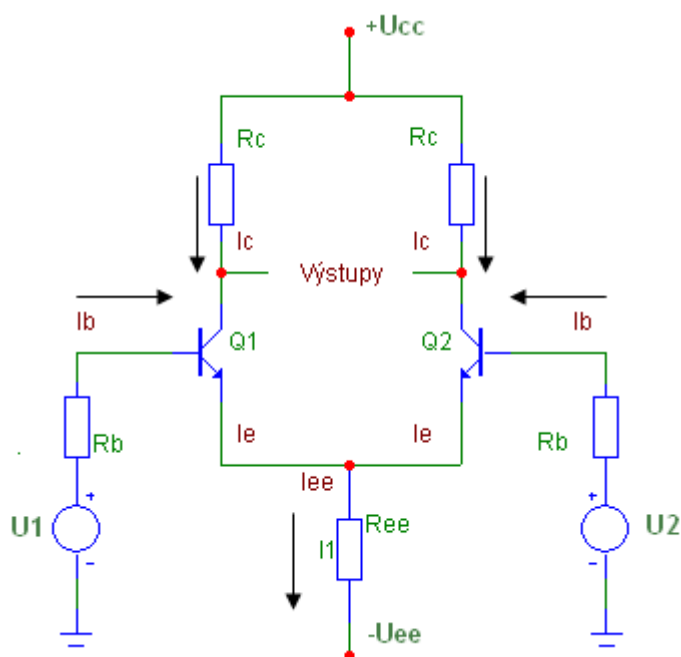 +Ucc
Rc Rc
Ic Výstupy Ic
Ib Q1 Q2 Ib
Rb Ie Ie Rb
Iee
U1 + I1 Ree + U2
- -
-Uee